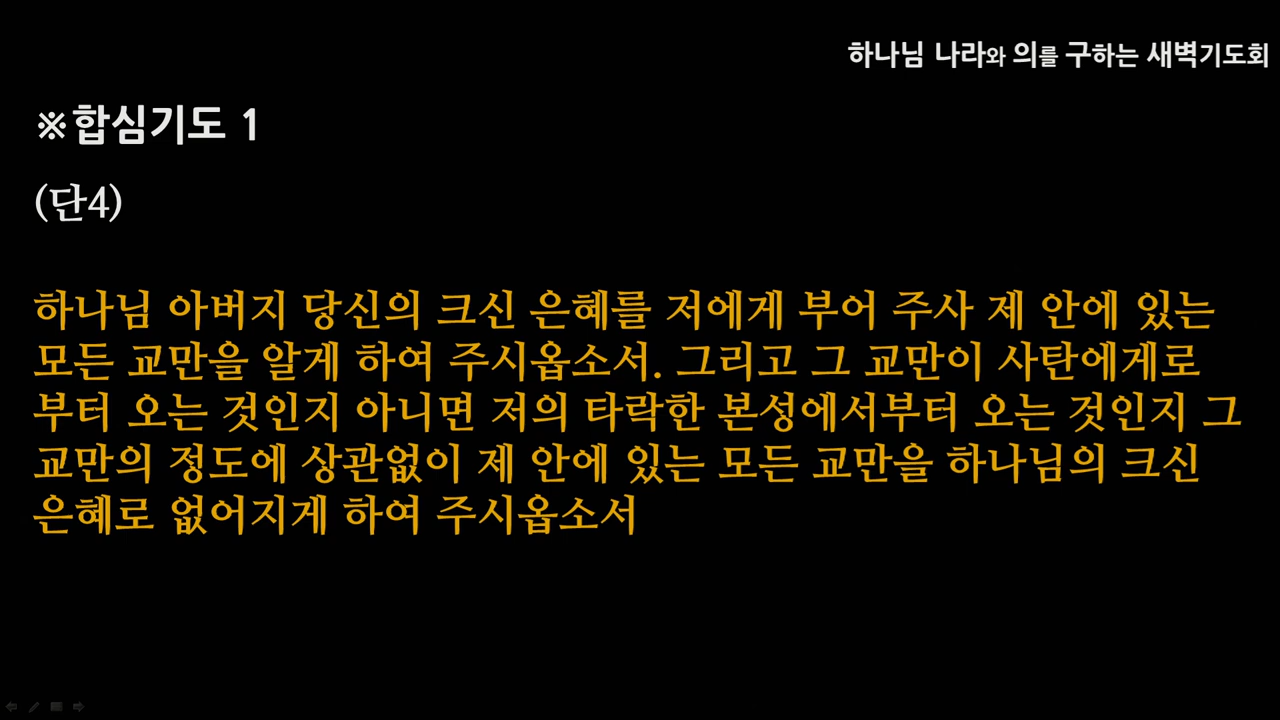 하나님 나라와 의를 구하는 새벽기도회
※합심기도 1
(단4)
하나님 아버지 당신의 크신 은혜를 저에게 부어 주사 제 안에 있는
모든 교만을 알게 하여 주시옵소서. 그리고 그 교만이 사탄에게로
부터 오는 것인지 아니면 저의 타락한 본성에서부터 오는 것인지 그
교만의 정도에 상관없이 제 안에 있는 모든 교만을 하나님의 크신
은혜로 없어지게 하여 주시옵소서